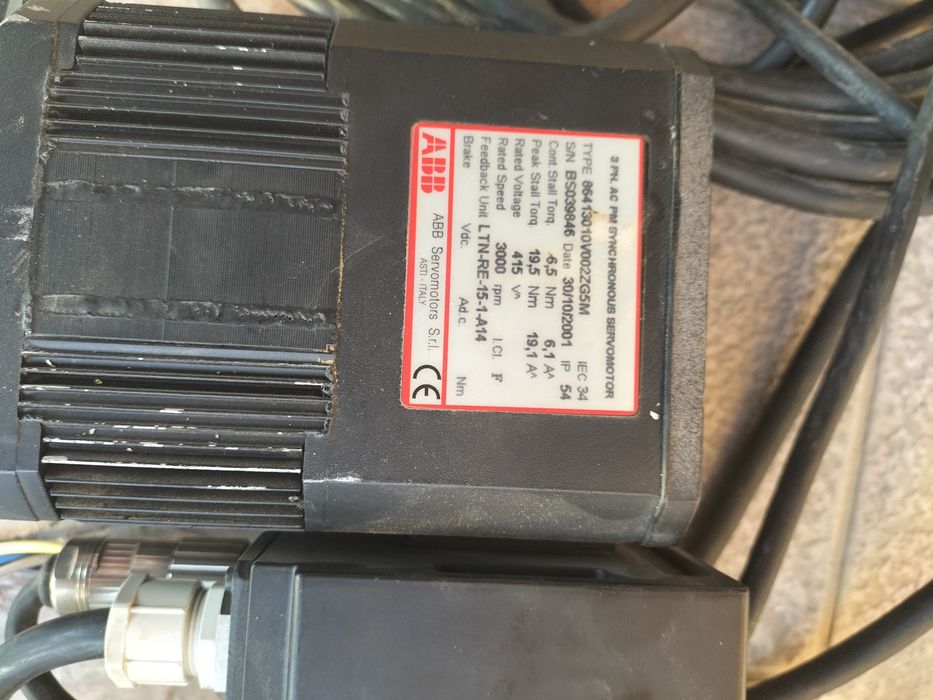 3 PH. AC PM SYNCHRONOUS SERVOMOTOR
TYPE 86413010V002ZG5M IEC 34
S/N BS039846 Date 30/10/2001 IP 54
Cont Stall Torq. 6,5 Nm 6,1 A^
Peak Stall Torq. 19,5 Nm 19,1 A^
Rated Voltage 415 V^
Rated Speed 3000 rpm I.Cl. F
Feedback Unit LTN-RE-15-1-A14
Brake Vdc. Ad.c. Nm
ABB ABB Servomotors S.r.l. CE
ASTI - ITALY